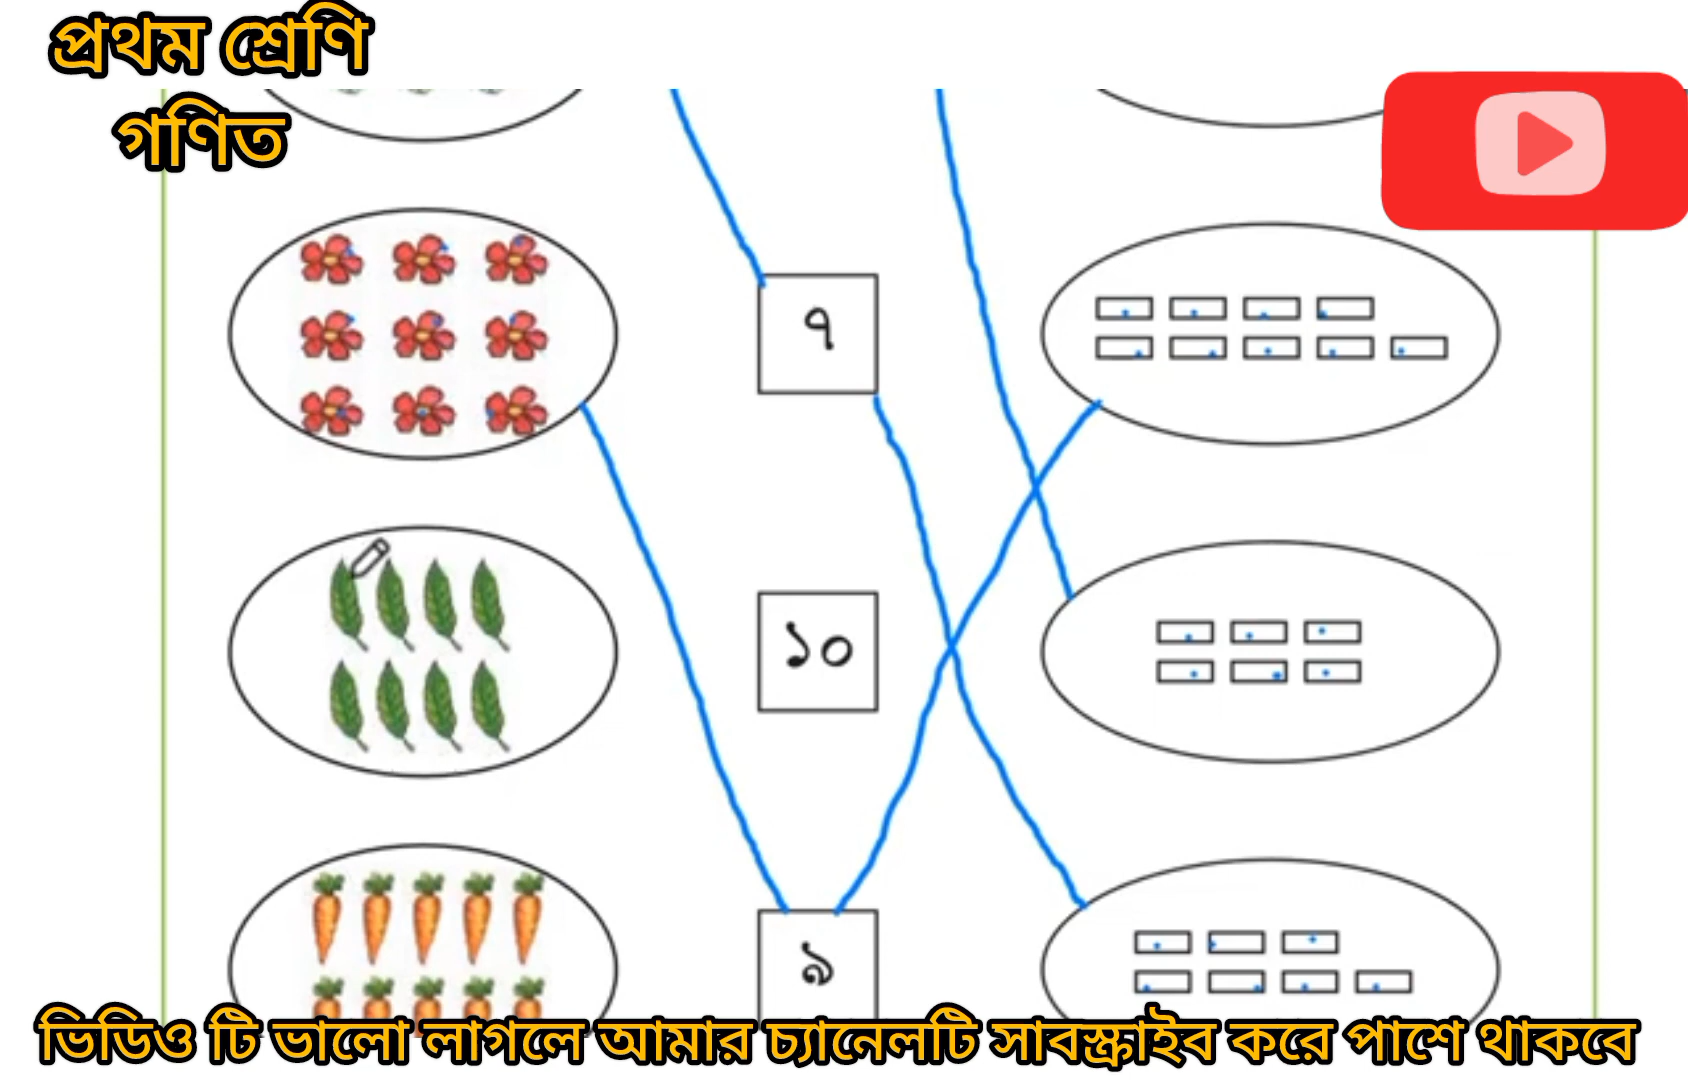 প্রথম শ্রেণি
গণিত
৭
১০
৯
ভিডিও টি ভালো লাগলে আমার চ্যানেলটি সাবস্ক্রাইব করে পাশে থাকবে